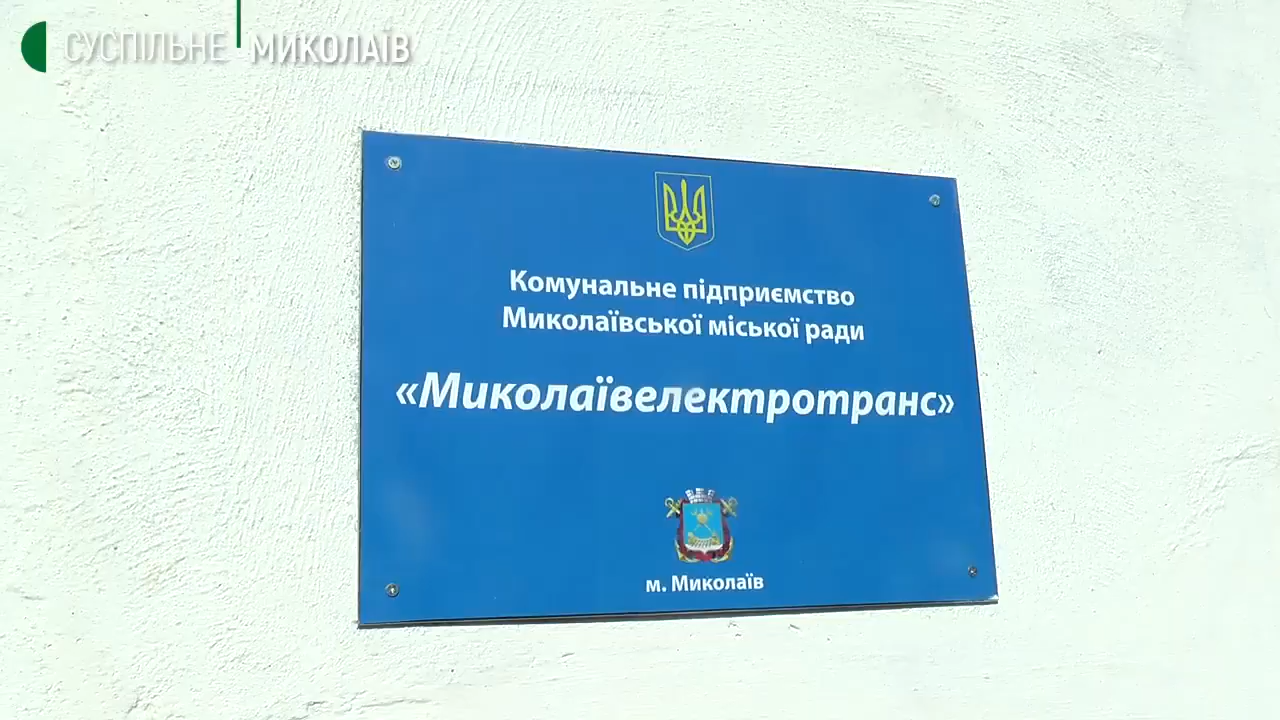 СУСПІЛЬНЕ МИКОЛАЇВ
Комунальне підприємство
Миколаївської міської ради
«Миколаївелектротранс»
м. Миколаїв